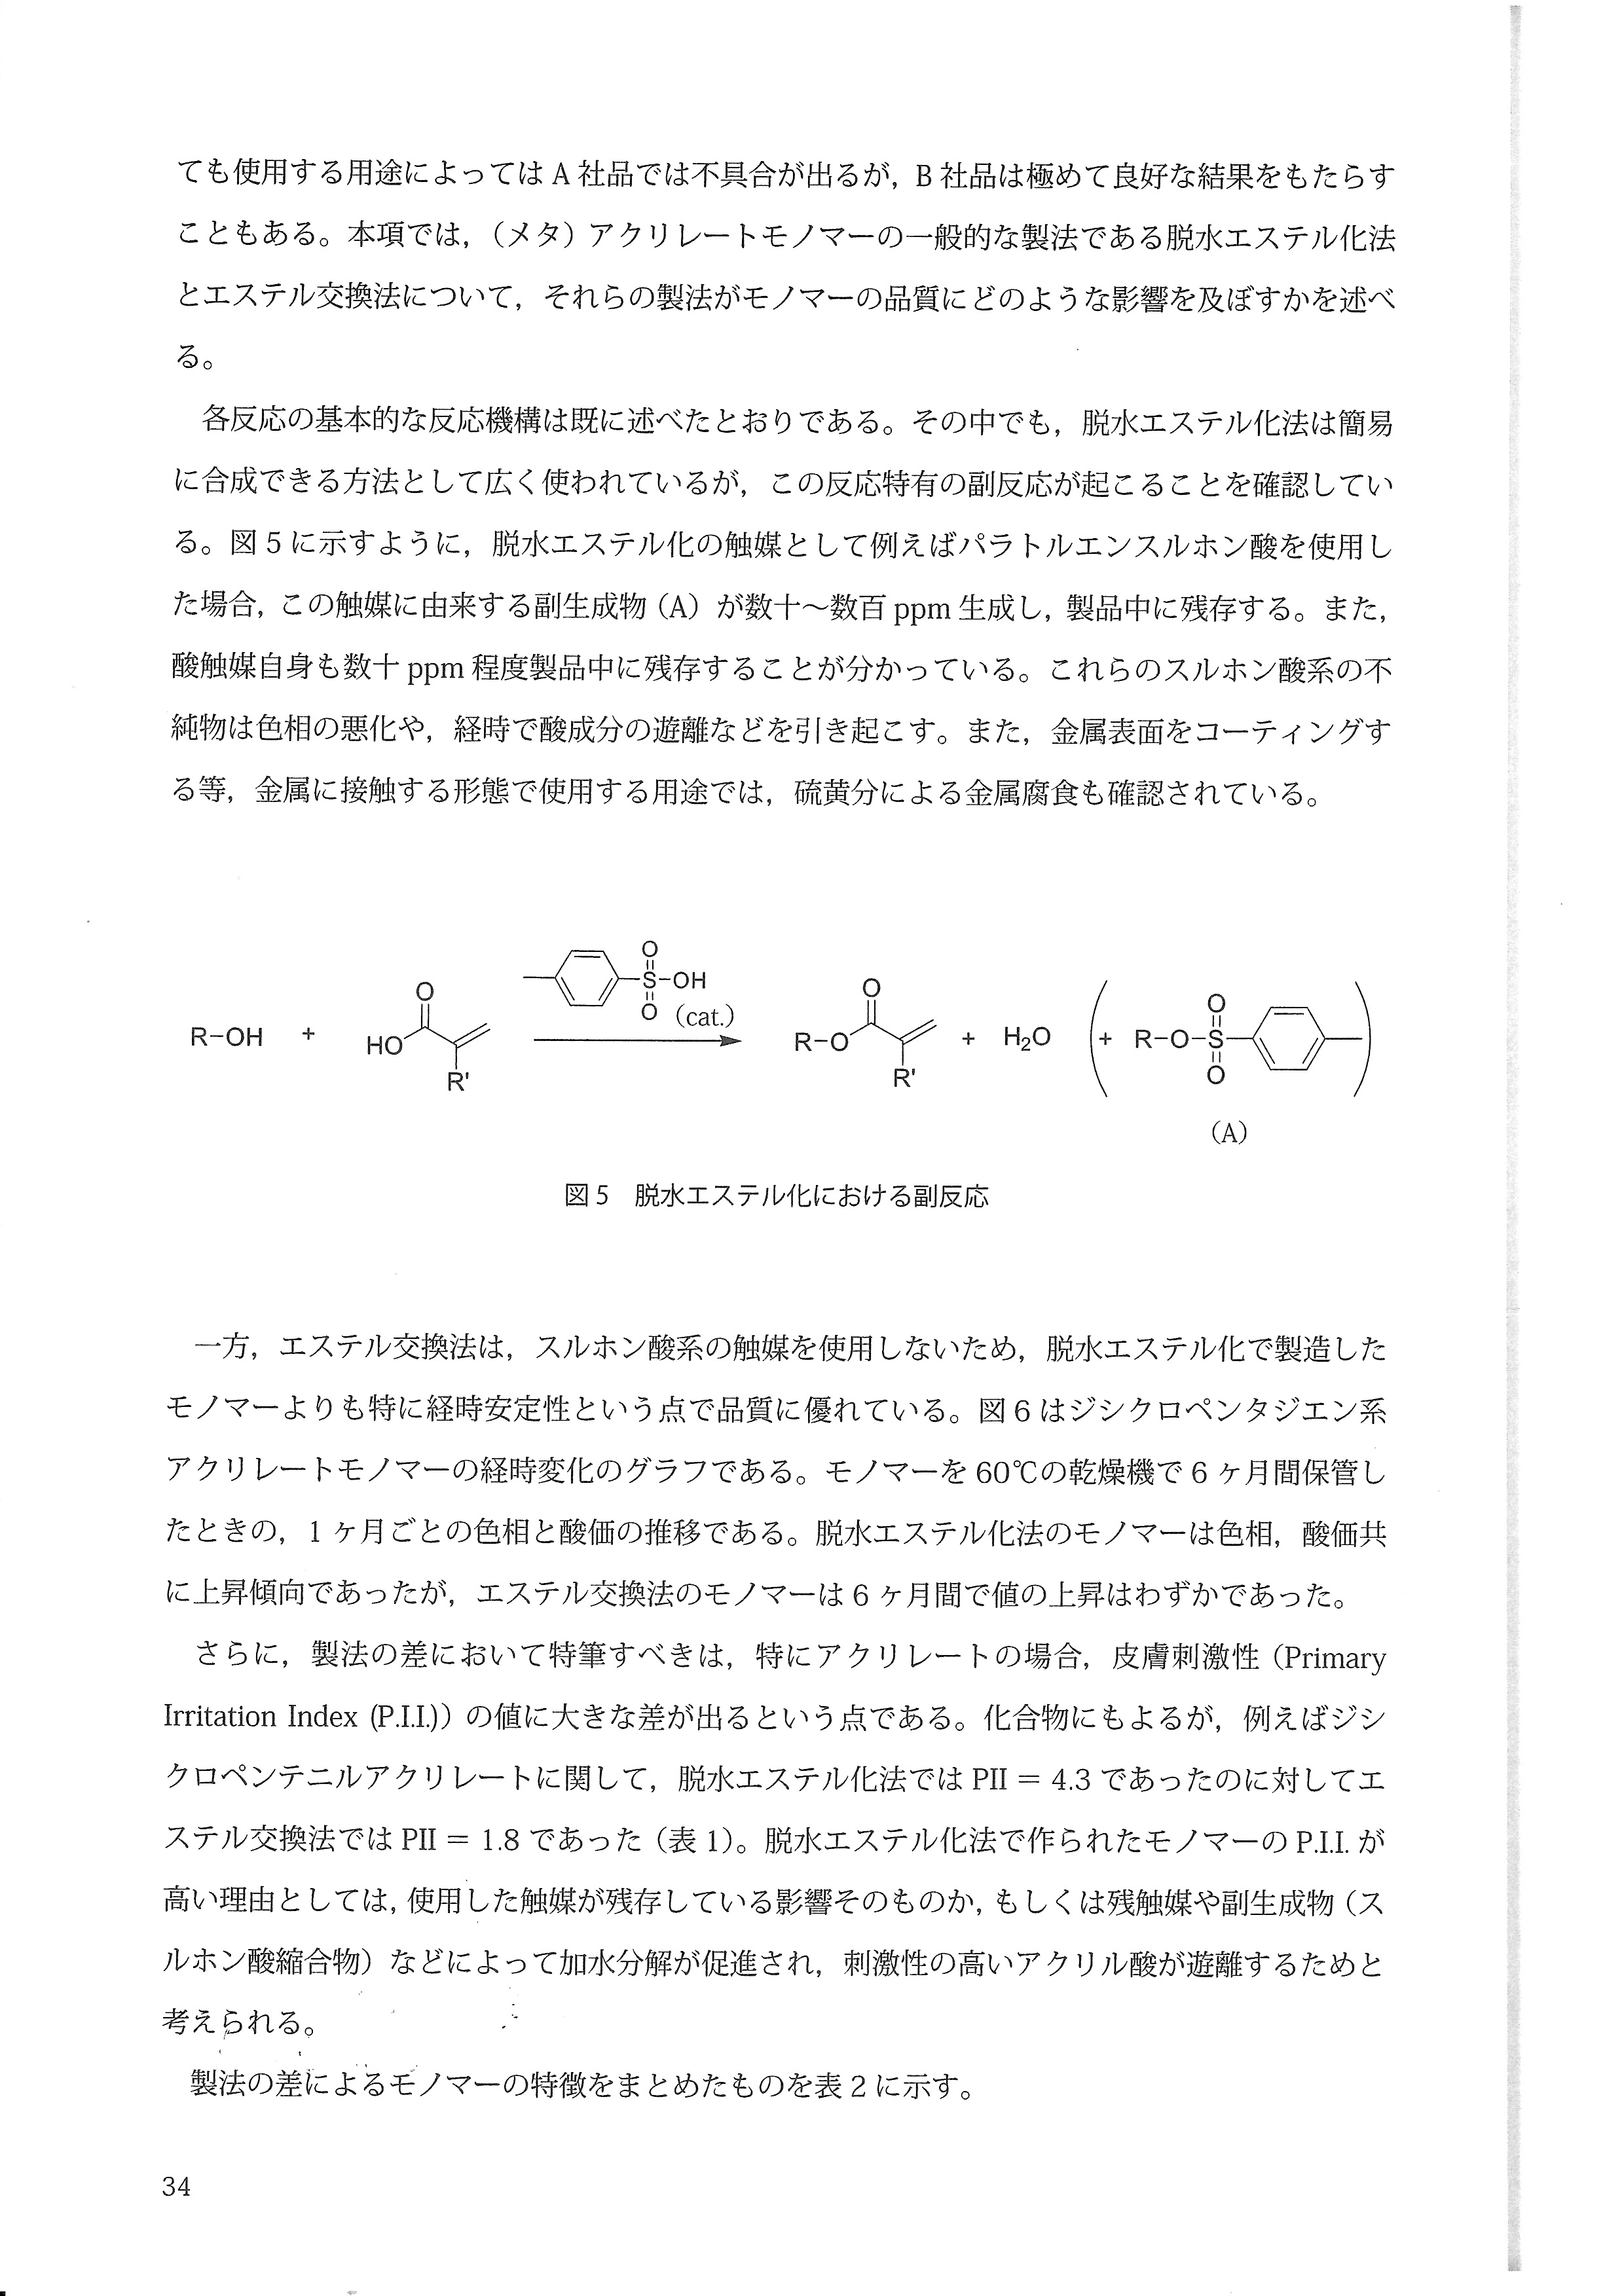 ても使用する用途によってはA社品では不具合が出るが，B社品は極めて良好な結果をもたらす
こともある。本項では，（メタ）アクリレートモノマーの一般的な製法である脱水エステル化法
とエステル交換法について，それらの製法がモノマーの品質にどのような影響を及ぼすかを述べ
る。
各反応の基本的な反応機構は既に述べたとおりである。その中でも，脱水エステル化法は簡易
に合成できる方法として広く使われているが，この反応特有の副反応が起こることを確認してい
る。図5に示すように，脱水エステル化の触媒として例えばパラトルエンスルホン酸を使用し
た場合，この触媒に由来する副生成物（A）が数十～数百ppm生成し，製品中に残存する。また，
酸触媒自身も数十ppm程度製品中に残存することが分かっている。これらのスルホン酸系の不
純物は色相の悪化や，経時で酸成分の遊離などを引き起こす。また，金属表面をコーティングす
る等，金属に接触する形態で使用する用途では，硫黄分による金属腐食も確認されている。
O
S-OH
O (cat.)
R-OH + HO O R'
R-O O R' + H₂O ( + R-O-S O O )
(A)
図5 脱水エステル化における副反応
一方，エステル交換法は，スルホン酸系の触媒を使用しないため，脱水エステル化で製造した
モノマーよりも特に経時安定性という点で品質に優れている。図6はジシクロペンタジエン系
アクリレートモノマーの経時変化のグラフである。モノマーを60℃の乾燥機で6ヶ月間保管し
たときの，1ヶ月ごとの色相と酸価の推移である。脱水エステル化法のモノマーは色相，酸価共
に上昇傾向であったが，エステル交換法のモノマーは6ヶ月間で値の上昇はわずかであった。
さらに，製法の差において特筆すべきは，特にアクリレートの場合，皮膚刺激性（Primary
Irritation Index (P.I.I.)）の値に大きな差が出るという点である。化合物にもよるが，例えばジシ
クロペンテニルアクリレートに関して，脱水エステル化法ではPII = 4.3であったのに対してエ
ステル交換法ではPII = 1.8であった（表1）。脱水エステル化法で作られたモノマーのP.I.I.が
高い理由としては，使用した触媒が残存している影響そのものか，もしくは残触媒や副生成物（ス
ルホン酸縮合物）などによって加水分解が促進され，刺激性の高いアクリル酸が遊離するためと
考えられる。
製法の差によるモノマーの特徴をまとめたものを表2に示す。
34